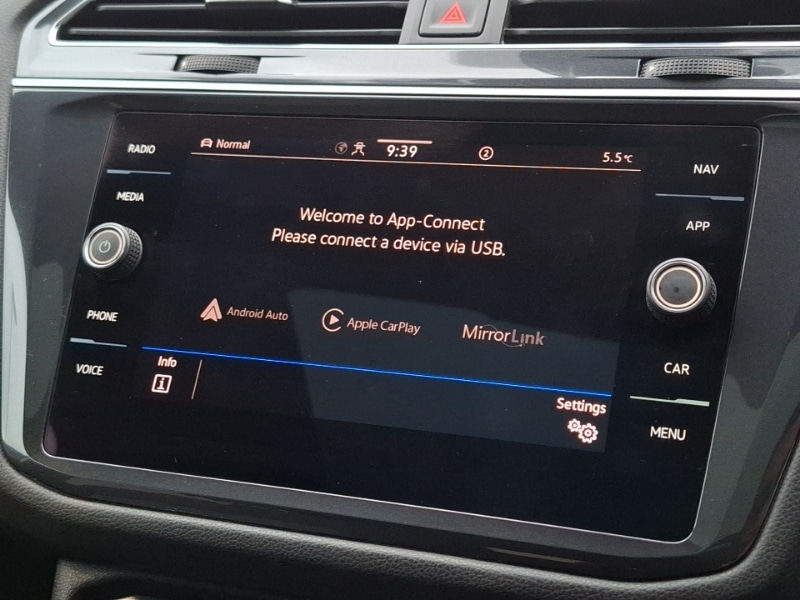 RADIO
MEDIA
PHONE
VOICE
Normal
9:39
2
5.5°C
Welcome to App-Connect
Please connect a device via USB.
Android Auto
Apple CarPlay
MirrorLink
Info
i
Settings
NAV
APP
CAR
MENU